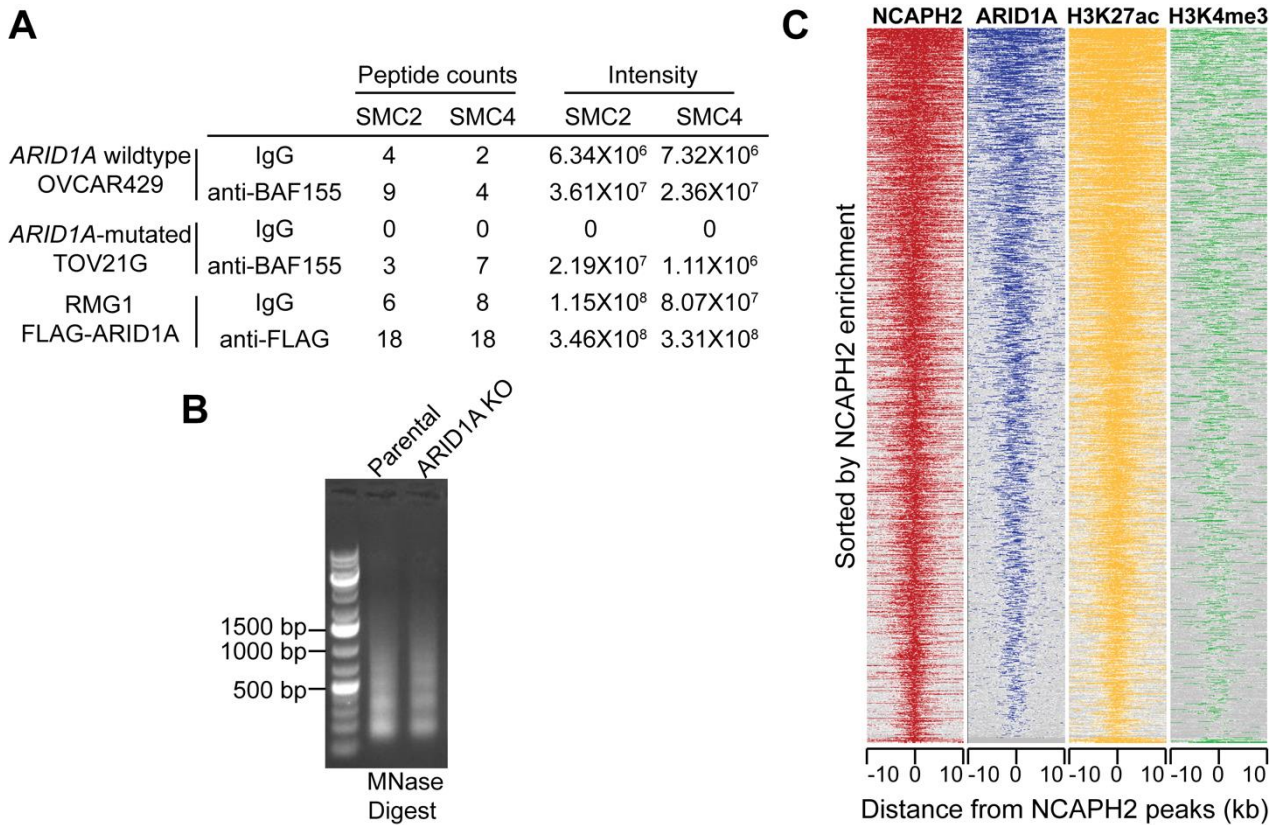 A
Peptide counts Intensity
SMC2 SMC4 SMC2 SMC4
ARID1A wildtype
OVCAR429
IgG 4 2 6.34X10⁶ 7.32X10⁶
anti-BAF155 9 4 3.61X10⁷ 2.36X10⁷
ARID1A-mutated
TOV21G
IgG 0 0 0 0
anti-BAF155 3 7 2.19X10⁷ 1.11X10⁶
RMG1
FLAG-ARID1A
IgG 6 8 1.15X10⁸ 8.07X10⁷
anti-FLAG 18 18 3.46X10⁸ 3.31X10⁸
B
Parental
ARID1A KO
1500 bp
1000 bp
500 bp
MNase
Digest
C
NCAPH2 ARID1A H3K27ac H3K4me3
Sorted by NCAPH2 enrichment
-10 0 10 -10 0 10 -10 0 10 -10 0 10
Distance from NCAPH2 peaks (kb)